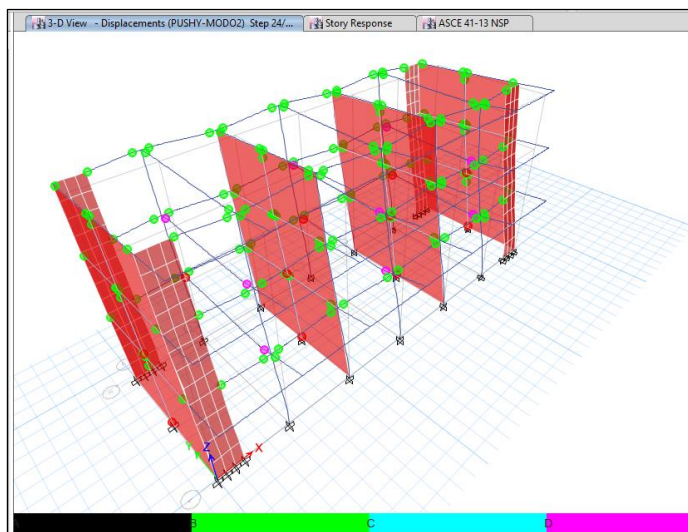 3-D View - Displacements (PUSHY-MODO2) Step 24/...
Story Response
ASCE 41-13 NSP
Z
X
A
B
C
D